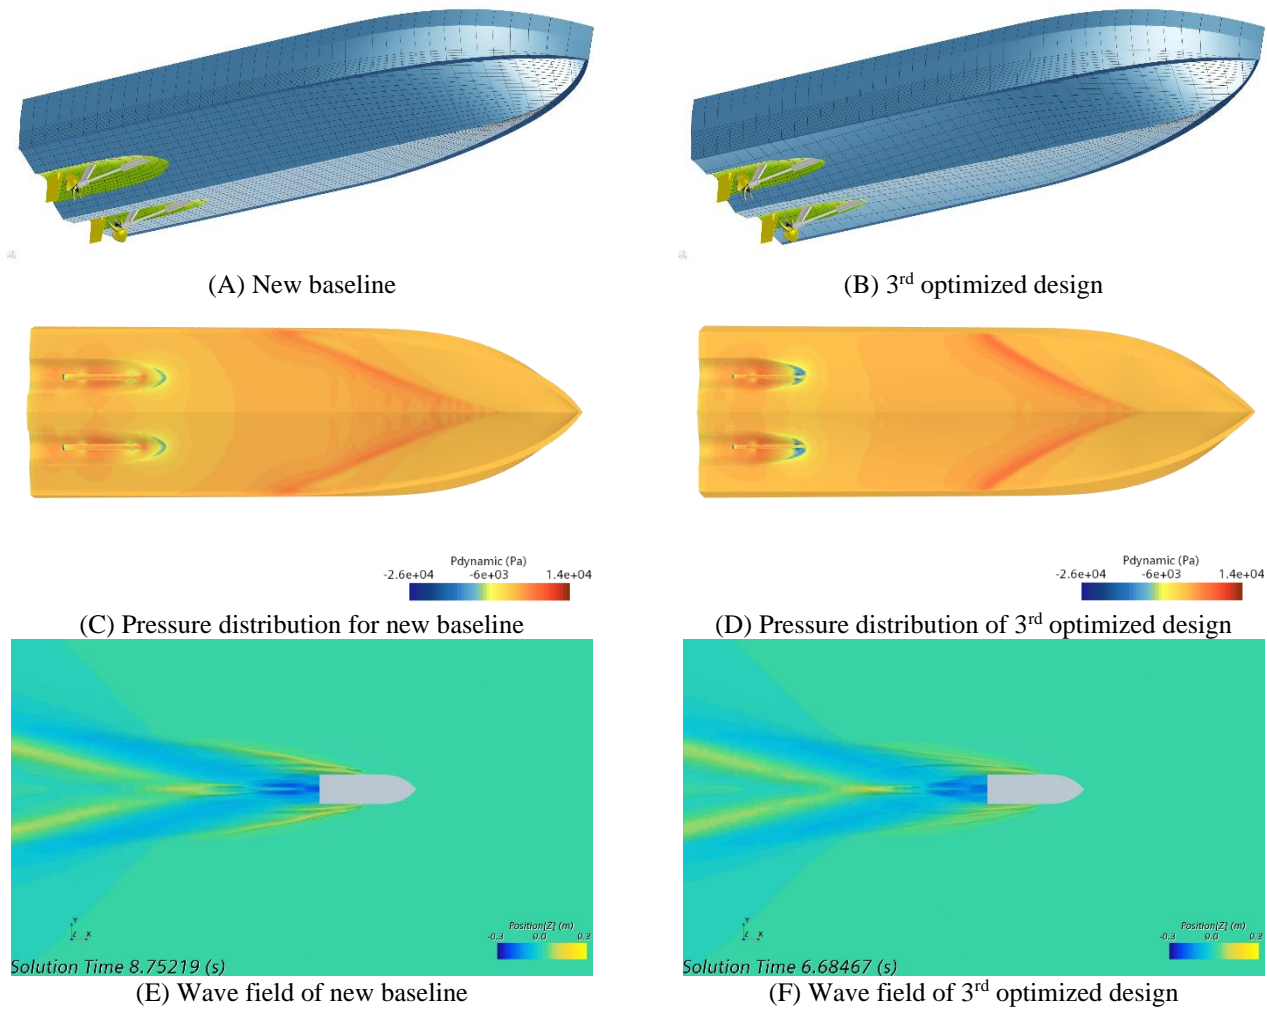 (A) New baseline
(B) 3rd optimized design
Pdynamic (Pa)
-2.6e+04 -6e+03 1.4e+04
Pdynamic (Pa)
-2.6e+04 -6e+03 1.4e+04
(C) Pressure distribution for new baseline
(D) Pressure distribution of 3rd optimized design
Y
Z X
Position[Z] (m)
-0.3 0.0 0.3
Solution Time 8.75219 (s)
Y
Z X
Position[Z] (m)
-0.3 0.0 0.3
Solution Time 6.68467 (s)
(E) Wave field of new baseline
(F) Wave field of 3rd optimized design